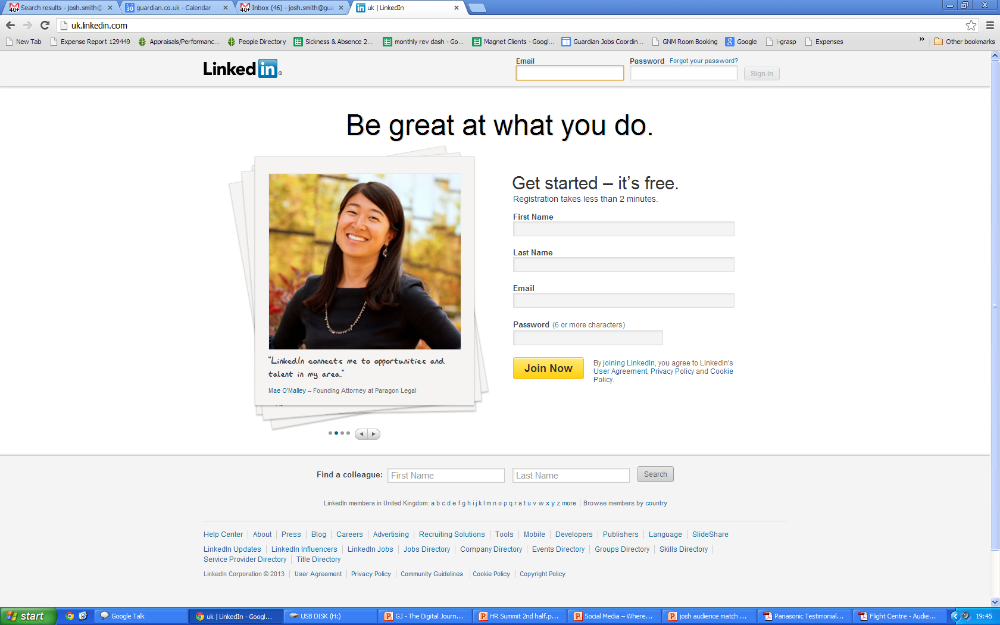 Search results - josh.smith@
guardian.co.uk - Calendar
Inbox (46) - josh.smith@gua
uk | LinkedIn
uk.linkedin.com
New Tab
Expense Report 129449
Appraisals/Performanc...
People Directory
Sickness & Absence 2...
monthly rev dash - Go...
Magnet Clients - Googl...
Guardian Jobs Coordin...
GNM Room Booking
Google
i-grasp
Expenses
Other bookmarks
LinkedIn
Email
Password Forgot your password?
Sign In
Be great at what you do.
Get started – it's free.
Registration takes less than 2 minutes.
First Name
Last Name
Email
Password (6 or more characters)
Join Now
By joining LinkedIn, you agree to LinkedIn's
User Agreement, Privacy Policy and Cookie
Policy.
"LinkedIn connects me to opportunities and
talent in my area."
Mae O'Malley – Founding Attorney at Paragon Legal
Find a colleague: First Name Last Name Search
LinkedIn members in United Kingdom: a b c d e f g h i j k l m n o p q r s t u v w x y z more | Browse members by country
Help Center | About | Press | Blog | Careers | Advertising | Recruiting Solutions | Tools | Mobile | Developers | Publishers | Language | SlideShare
LinkedIn Updates | LinkedIn Influencers | LinkedIn Jobs | Jobs Directory | Company Directory | Events Directory | Groups Directory | Skills Directory |
Service Provider Directory | Title Directory
LinkedIn Corporation © 2013 | User Agreement | Privacy Policy | Community Guidelines | Cookie Policy | Copyright Policy
start
Google Talk
uk | LinkedIn - Googl...
USB DISK (H:)
GJ - The Digital Journ...
HR Summit 2nd half.p...
Social Media – Where...
josh audience match ...
Panasonic Testimonial...
Flight Centre - Audie...
19:45